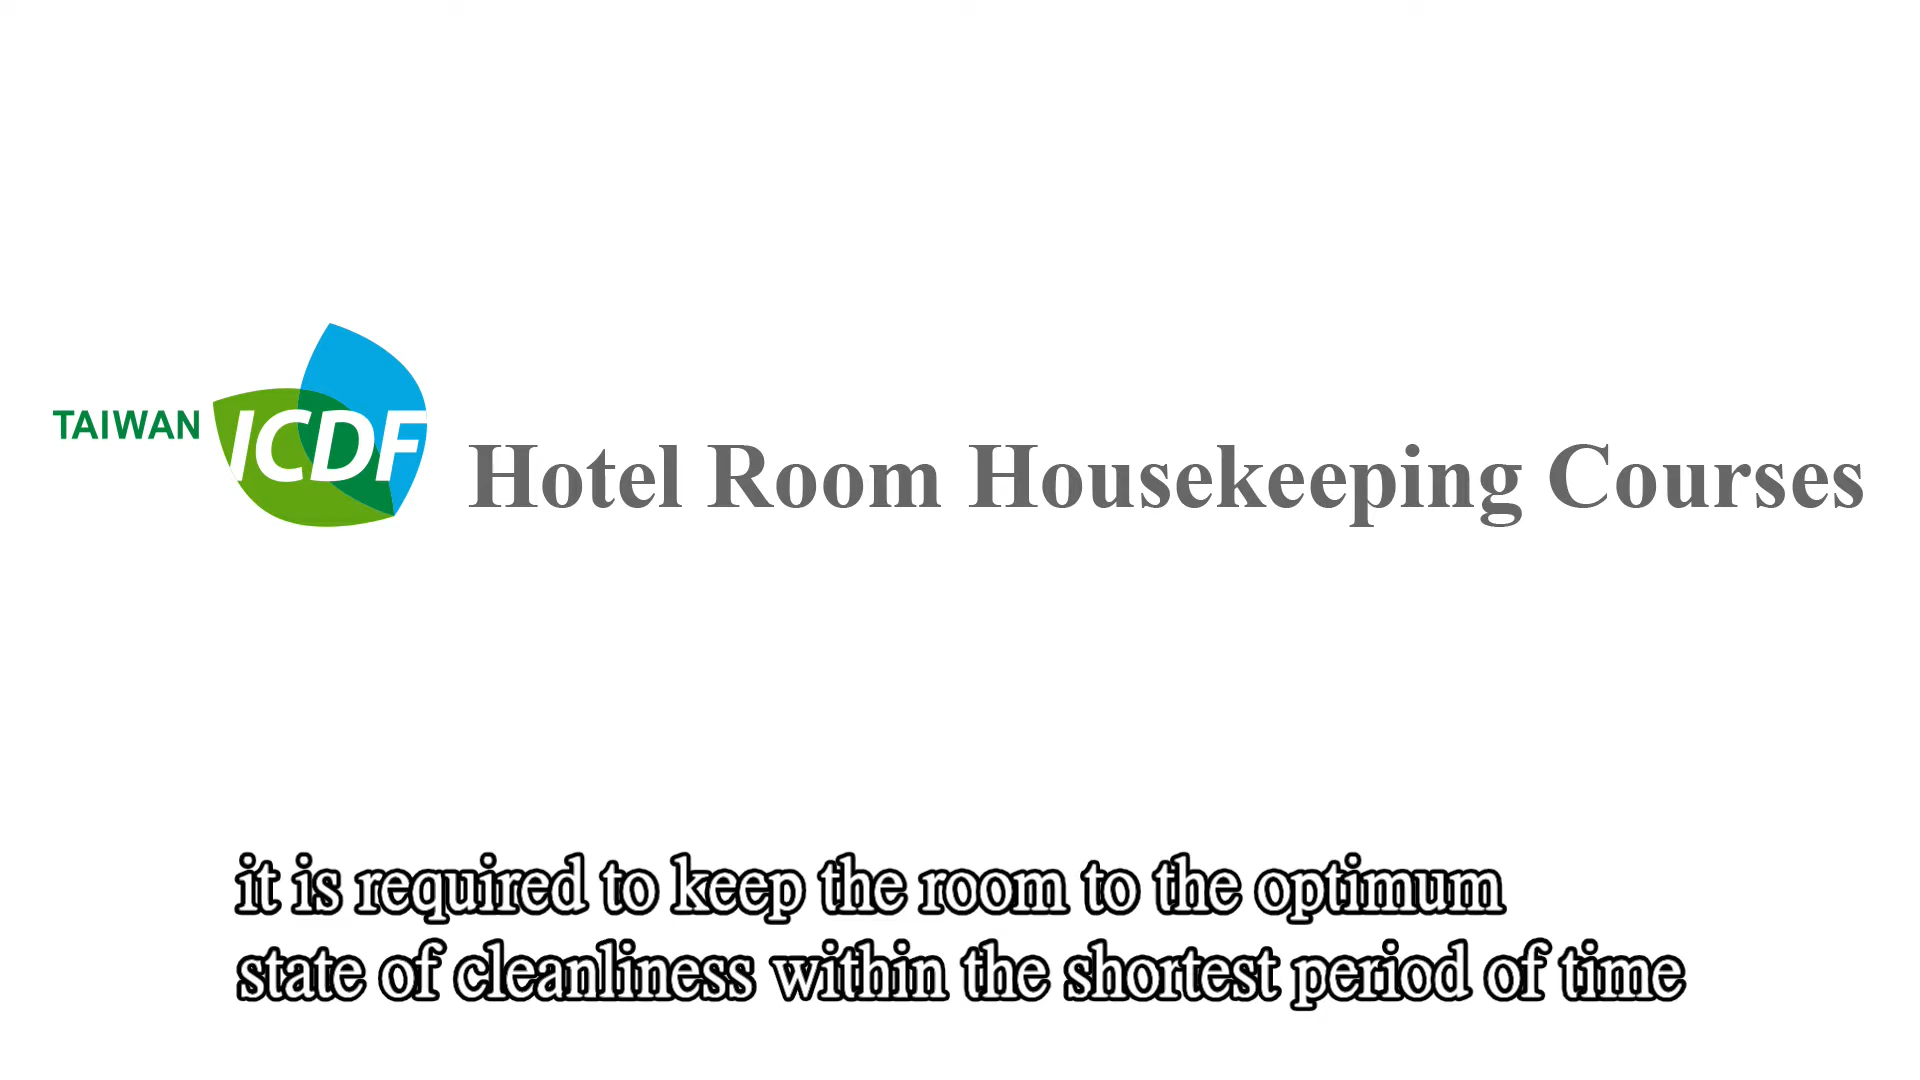 TAIWAN ICDF
Hotel Room Housekeeping Courses
it is required to keep the room to the optimum
state of cleanliness within the shortest period of time